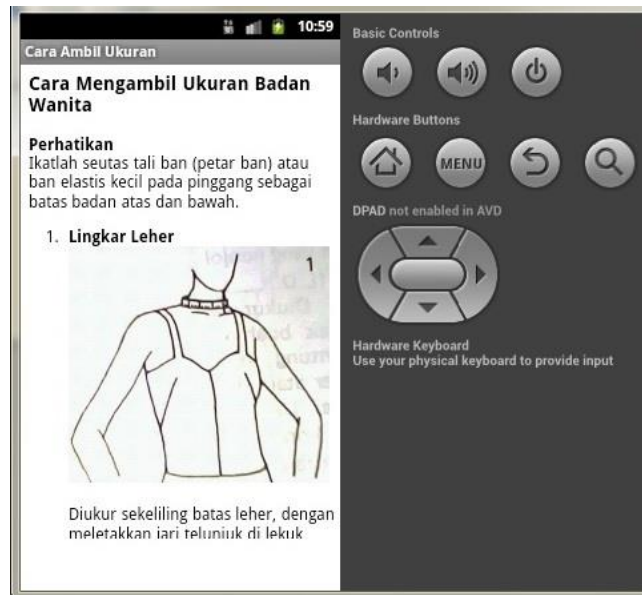 10:59
Cara Ambil Ukuran
Cara Mengambil Ukuran Badan
Wanita
Perhatikan
Ikatlah seutas tali ban (petar ban) atau
ban elastis kecil pada pinggang sebagai
batas badan atas dan bawah.
1. Lingkar Leher
1
Diukur sekeliling batas leher, dengan
meletakkan jari telunjuk di lekuk
Basic Controls
Hardware Buttons
MENU
DPAD not enabled in AVD
Hardware Keyboard
Use your physical keyboard to provide input